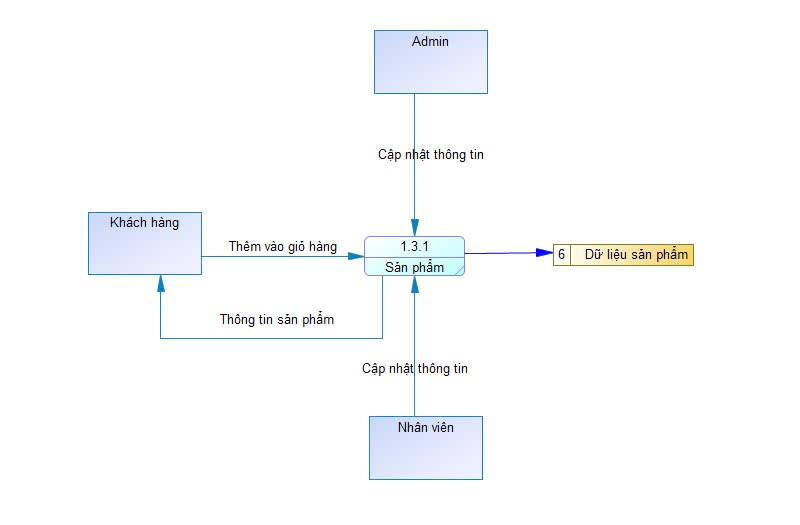 Admin
Cập nhật thông tin
Khách hàng
Thêm vào giỏ hàng
1.3.1
Sản phẩm
6 Dữ liệu sản phẩm
Thông tin sản phẩm
Cập nhật thông tin
Nhân viên